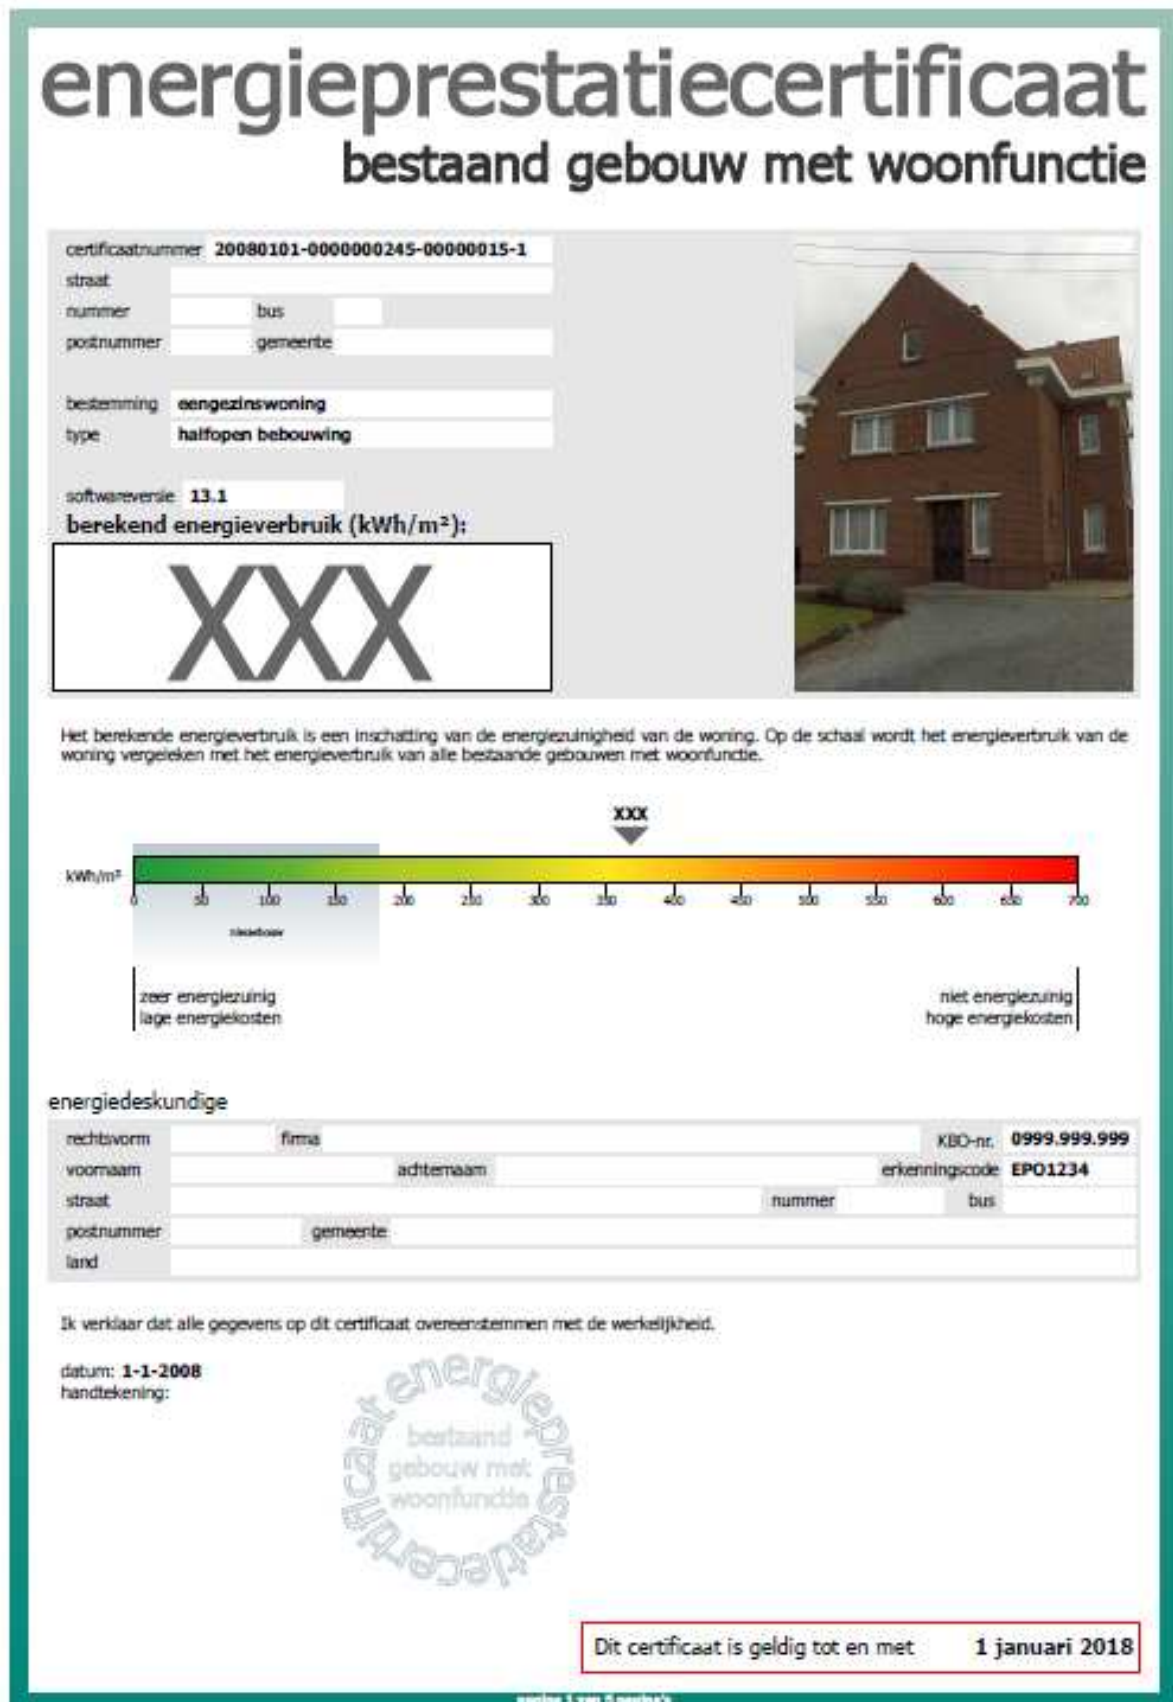 energieprestatiecertificaat
bestaand gebouw met woonfunctie
certificaatnummer 20080101-0000000245-00000015-1
straat
nummer bus
postnummer gemeente
bestemming eengezinswoning
type halfopen bebouwing
softwareversie 13.1
berekend energieverbruik (kWh/m²):
XXX
Het berekende energieverbruik is een inschatting van de energiezuinigheid van de woning. Op de schaal wordt het energieverbruik van de
woning vergeleken met het energieverbruik van alle bestaande gebouwen met woonfunctie.
XXX
kWh/m²
0 50 100 150 200 250 300 350 400 450 500 550 600 650 700
nieuwbouw
zeer energiezuinig niet energiezuinig
lage energiekosten hoge energiekosten
energiedeskundige
rechtsvorm firma KBO-nr. 0999.999.999
voornaam achternaam erkenningscode EP01234
straat nummer bus
postnummer gemeente
land
Ik verklaar dat alle gegevens op dit certificaat overeenstemmen met de werkelijkheid.
datum: 1-1-2008
handtekening:
energieprestatiecertificaat
bestaand
gebouw met
woonfunctie
Dit certificaat is geldig tot en met 1 januari 2018
pagina 1 van 5 pagina's